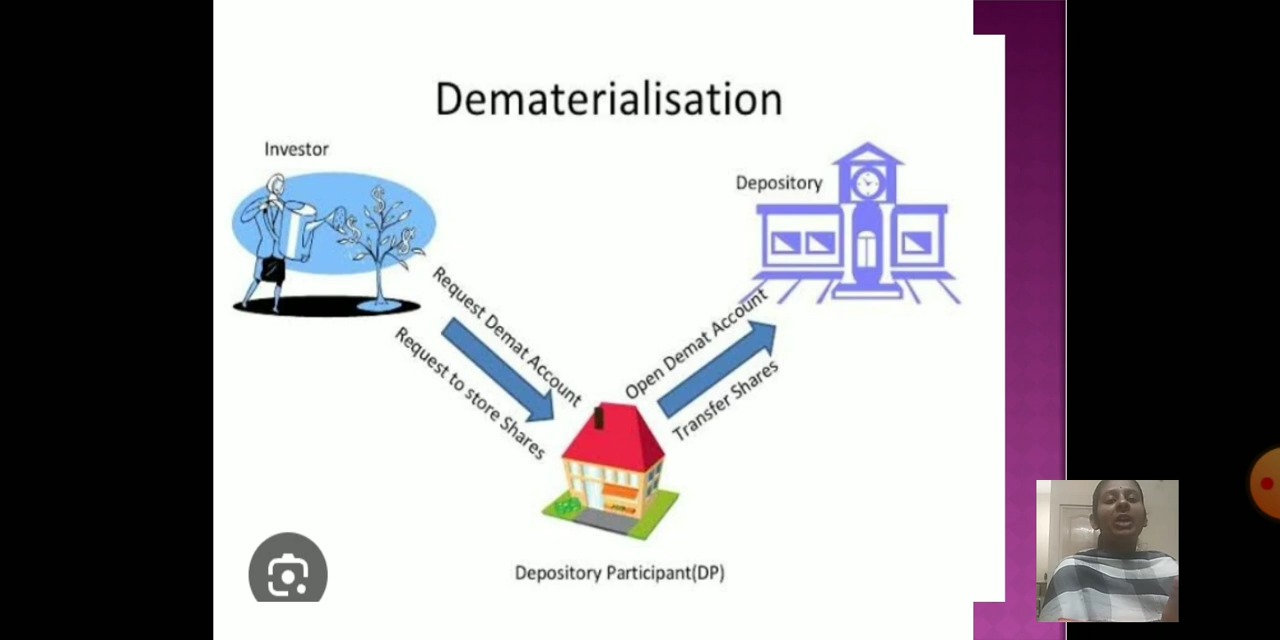 Dematerialisation
Investor
Depository
Request Demat Account
Request to store Shares
Open Demat Account
Transfer Shares
Depository Participant(DP)